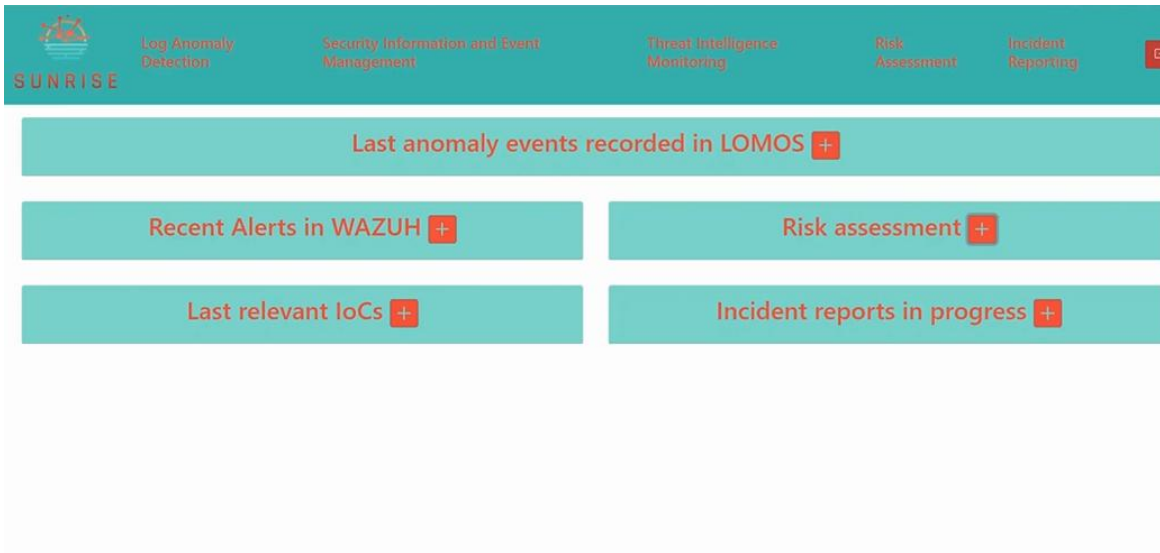 SUNRISE
Log Anomaly
Detection
Security Information and Event
Management
Threat Intelligence
Monitoring
Risk
Assessment
Incident
Reporting
Last anomaly events recorded in LOMOS +
Recent Alerts in WAZUH +
Risk assessment +
Last relevant IoCs +
Incident reports in progress +